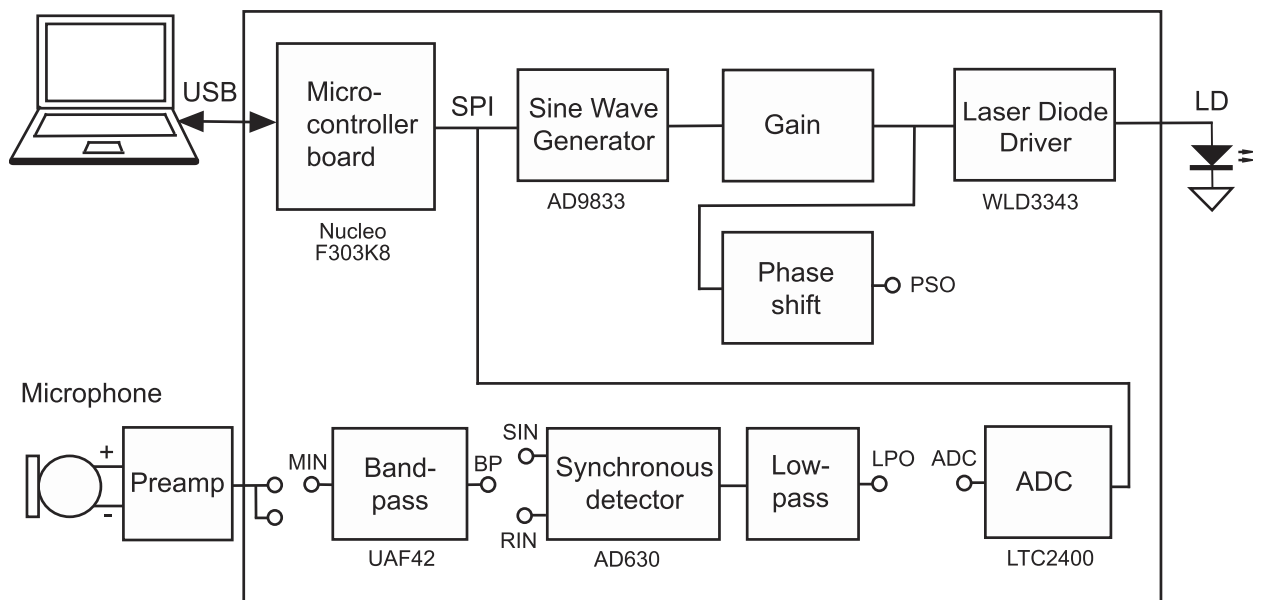 USB
Micro-
controller
board
Nucleo
F303K8
SPI
Sine Wave
Generator
AD9833
Gain
Laser Diode
Driver
WLD3343
LD
Phase
shift
PSO
Microphone
+
-
Preamp
MIN
Band-
pass
UAF42
BP
SIN
RIN
Synchronous
detector
AD630
Low-
pass
LPO
ADC
ADC
LTC2400